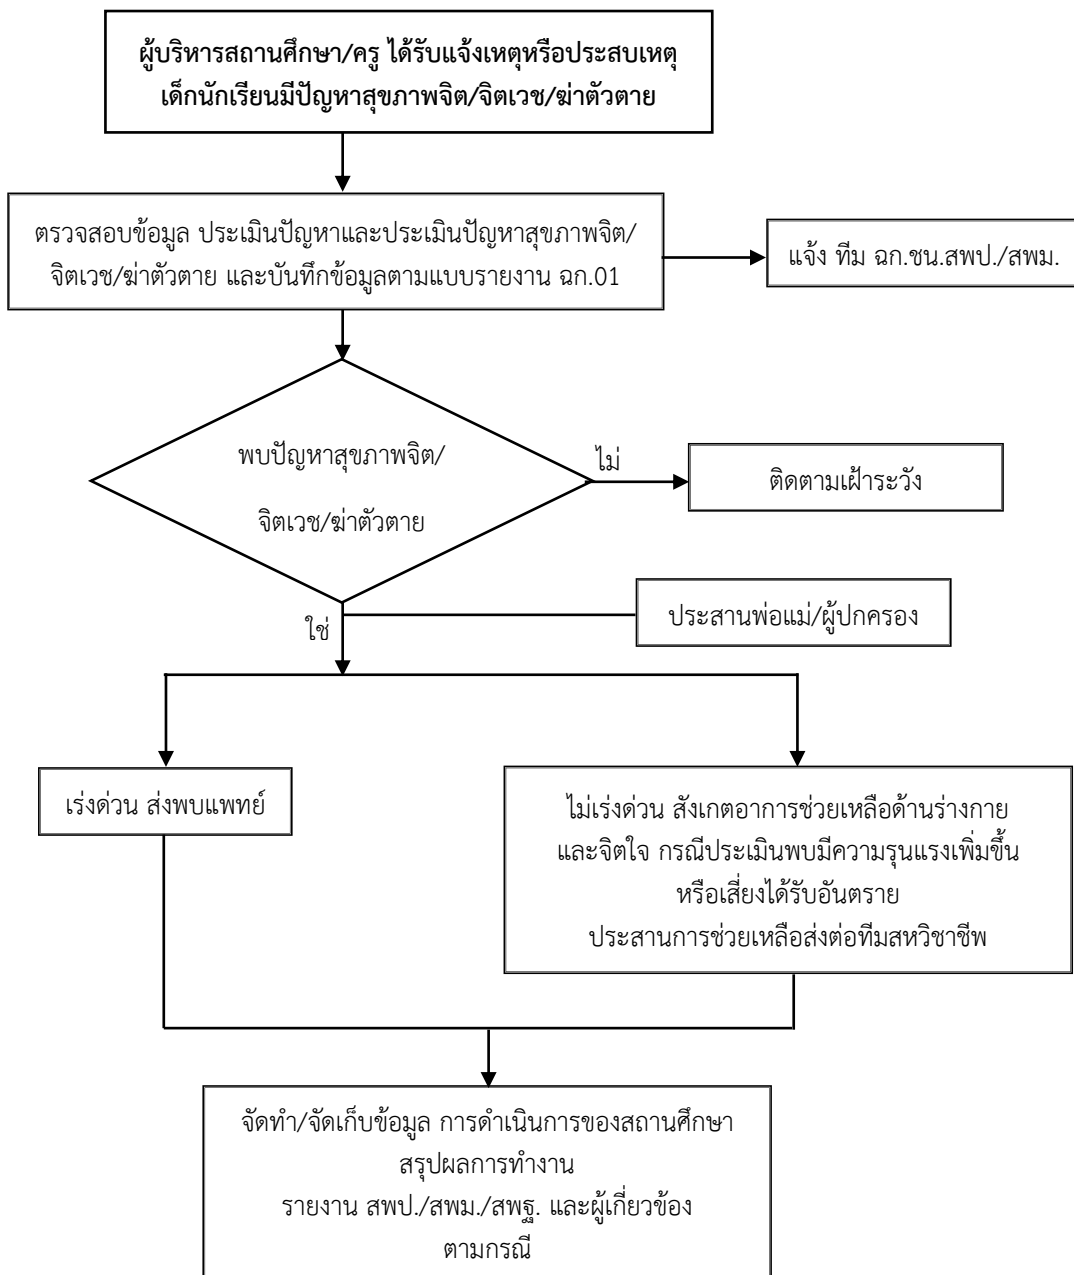 ผู้บริหารสถานศึกษา/ครู ได้รับแจ้งเหตุหรือประสบเหตุ
เด็กนักเรียนมีปัญหาสุขภาพจิต/จิตเวช/ฆ่าตัวตาย
ตรวจสอบข้อมูล ประเมินปัญหาและประเมินปัญหาสุขภาพจิต/
จิตเวช/ฆ่าตัวตาย และบันทึกข้อมูลตามแบบรายงาน ฉก.01
แจ้ง ทีม ฉก.ชน.สพป./สพม.
พบปัญหาสุขภาพจิต/
จิตเวช/ฆ่าตัวตาย
ไม่
ติดตามเฝ้าระวัง
ประสานพ่อแม่/ผู้ปกครอง
ใช่
เร่งด่วน ส่งพบแพทย์
ไม่เร่งด่วน สังเกตอาการช่วยเหลือด้านร่างกาย
และจิตใจ กรณีประเมินพบมีความรุนแรงเพิ่มขึ้น
หรือเสี่ยงได้รับอันตราย
ประสานการช่วยเหลือส่งต่อทีมสหวิชาชีพ
จัดทำ/จัดเก็บข้อมูล การดำเนินการของสถานศึกษา
สรุปผลการทำงาน
รายงาน สพป./สพม./สพฐ. และผู้เกี่ยวข้อง
ตามกรณี